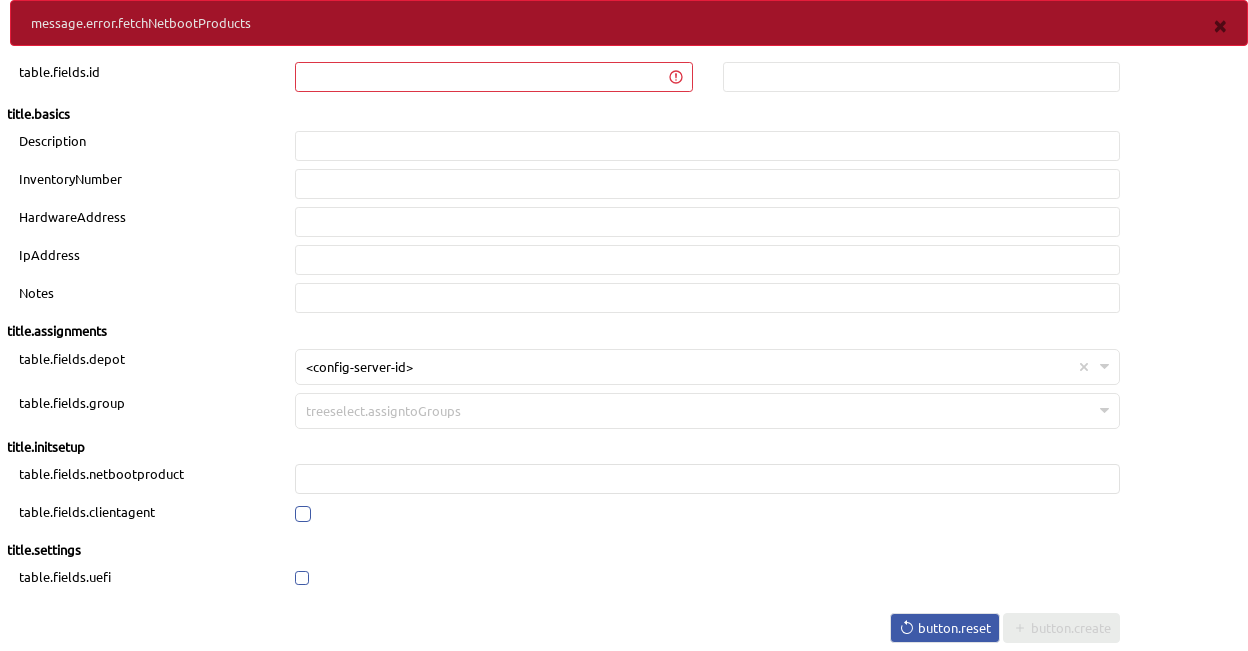 message.error.fetchNetbootProducts
table.fields.id
title.basics
Description
InventoryNumber
HardwareAddress
IpAddress
Notes
title.assignments
table.fields.depot
<config-server-id>
table.fields.group
treeselect.assigntoGroups
title.initsetup
table.fields.netbootproduct
table.fields.clientagent
title.settings
table.fields.uefi
button.reset
button.create